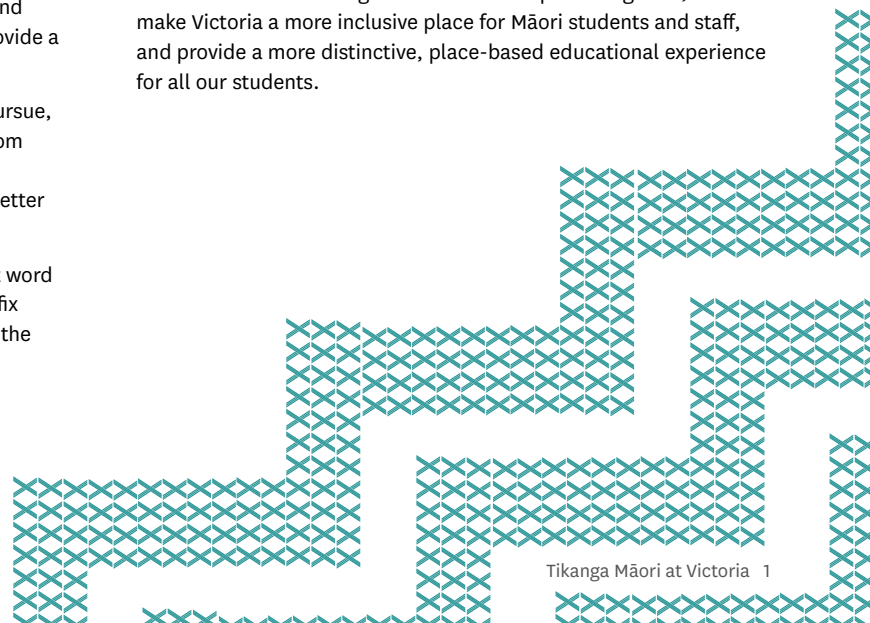 nd
ovide a
ursue,
om
etter
word
fix
the
make Victoria a more inclusive place for Māori students and staff,
and provide a more distinctive, place-based educational experience
for all our students.
Tikanga Māori at Victoria 1